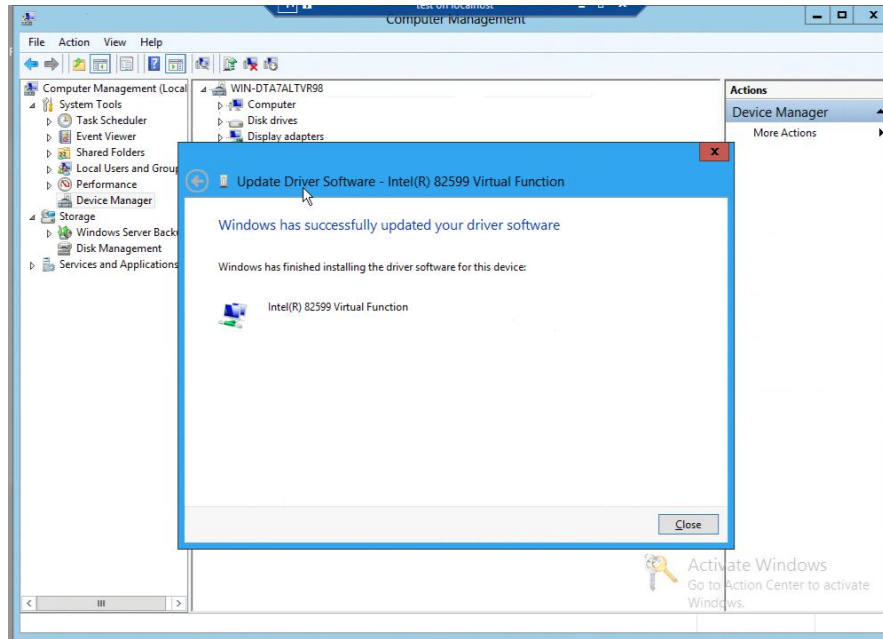 test on localhost
Computer Management
File Action View Help
Computer Management (Local
System Tools
Task Scheduler
Event Viewer
Shared Folders
Local Users and Group
Performance
Device Manager
Storage
Windows Server Back
Disk Management
Services and Applications
WIN-DTA7ALTVR98
Computer
Disk drives
Display adapters
Actions
Device Manager
More Actions
x
Update Driver Software - Intel(R) 82599 Virtual Function
Windows has successfully updated your driver software
Windows has finished installing the driver software for this device:
Intel(R) 82599 Virtual Function
Close
Activate Windows
Go to Action Center to activate
Windows.